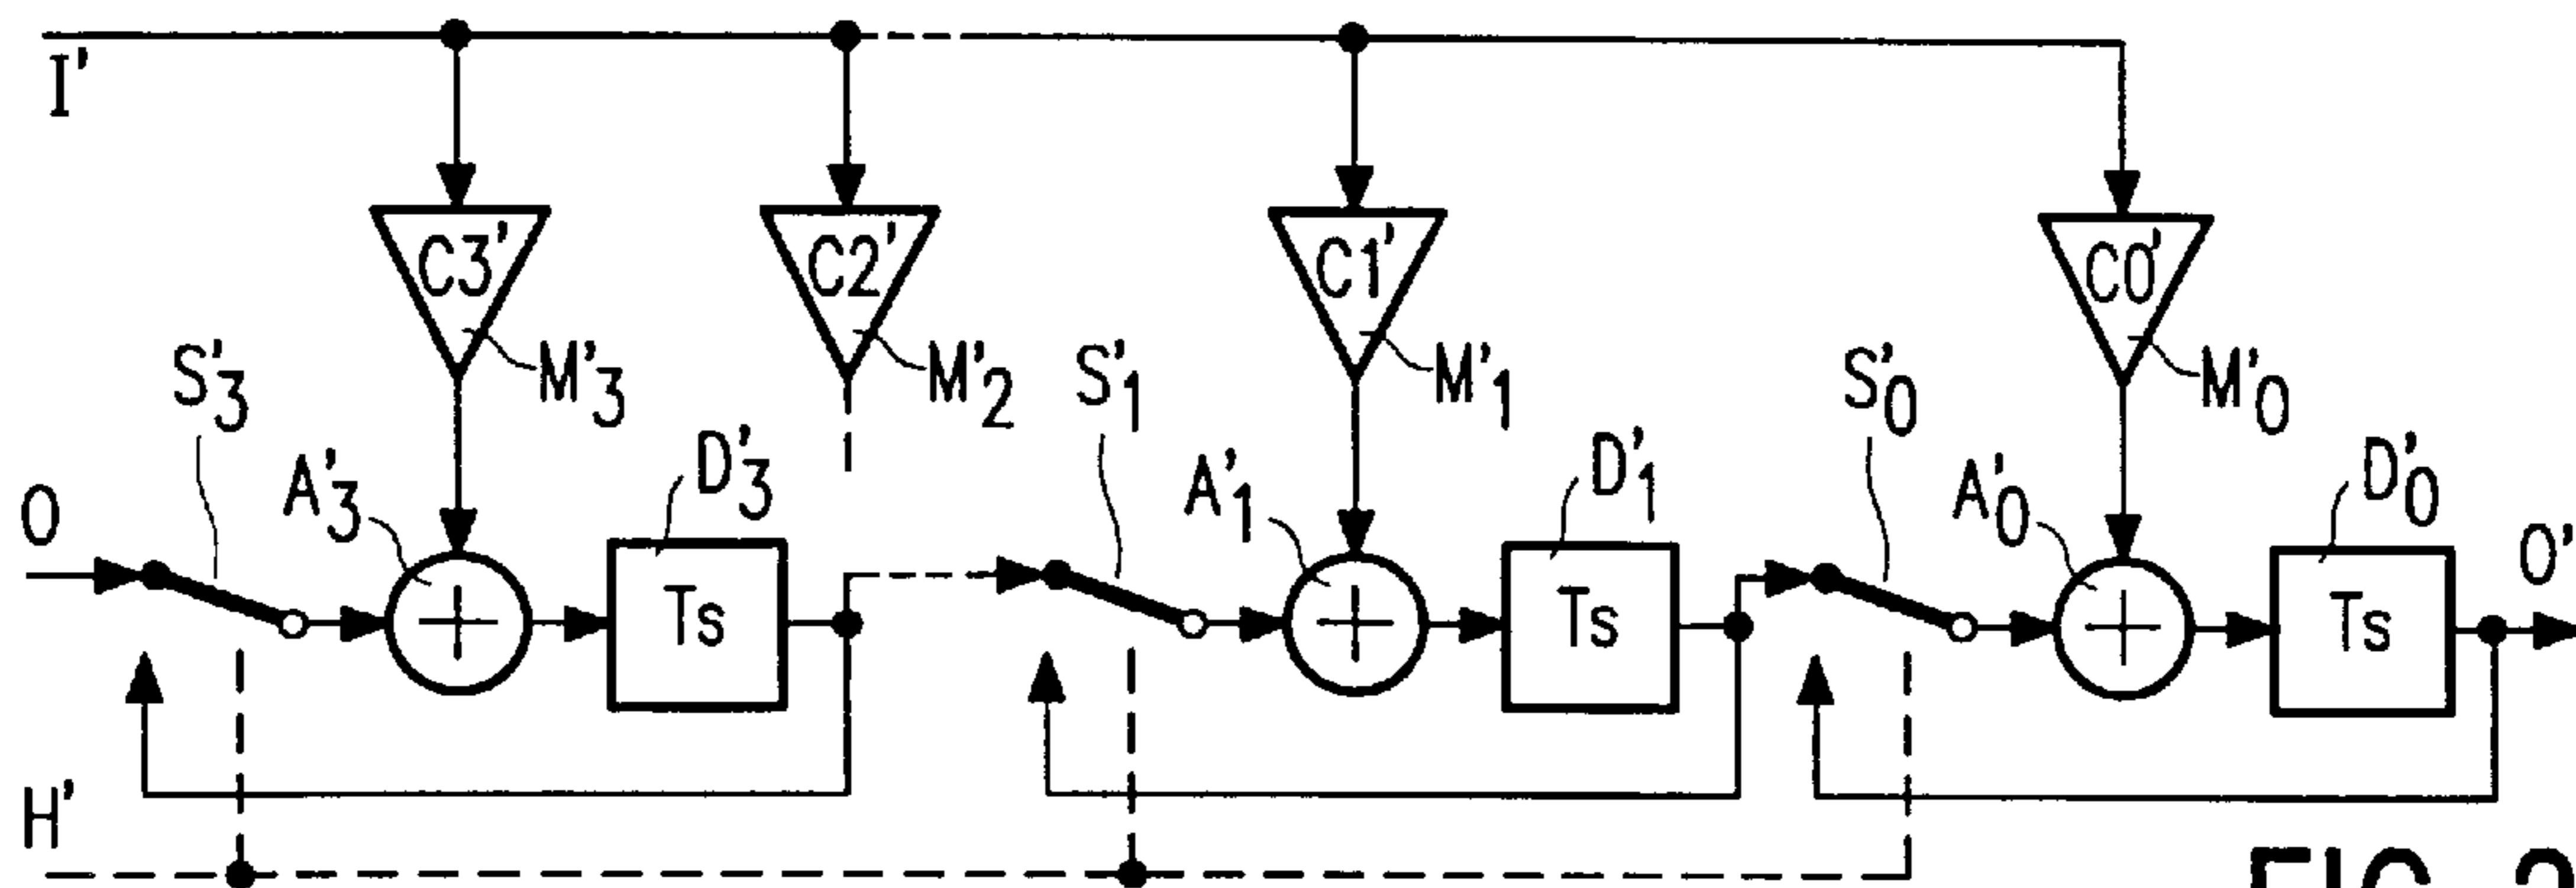 I'
C3' C2' C1' C0'
S'3 M'3 M'2 S'1 M'1 S'0 M'0
O A'3 D'3 A'1 D'1 A'0 D'0 O'
+ Ts + Ts + Ts
H'